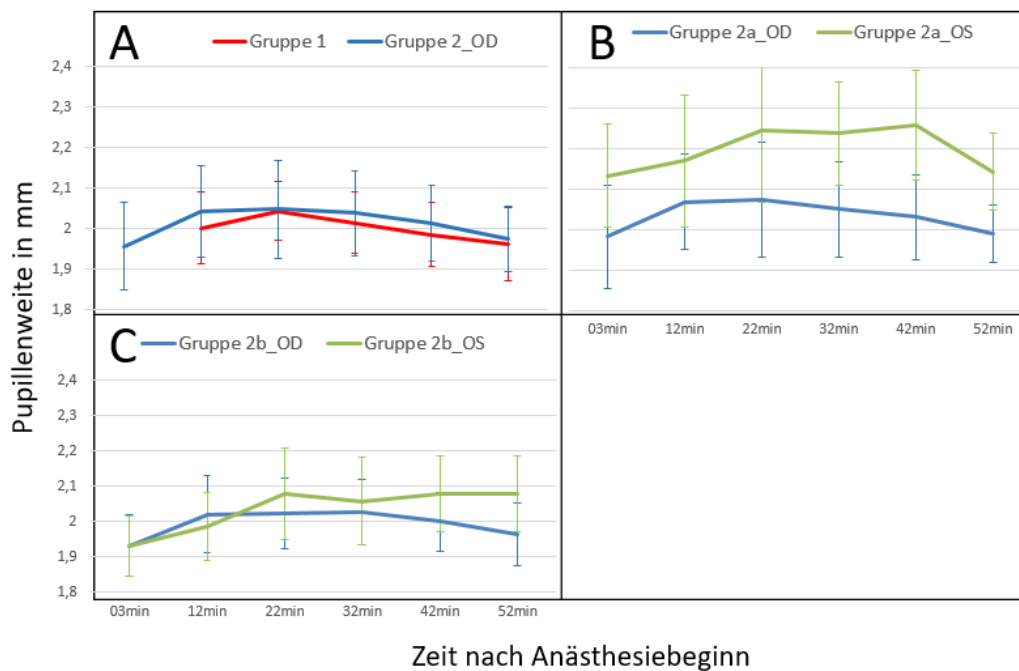 A
Gruppe 1 Gruppe 2_OD
2,4
2,3
2,2
2,1
2
1,9
1,8
B
Gruppe 2a_OD Gruppe 2a_OS
03min 12min 22min 32min 42min 52min
C
Gruppe 2b_OD Gruppe 2b_OS
2,4
2,3
2,2
2,1
2
1,9
1,8
03min 12min 22min 32min 42min 52min
Pupillenweite in mm
Zeit nach Anästhesiebeginn